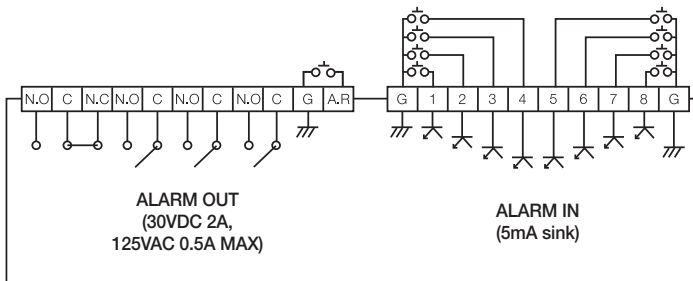 N.O C N.C N.O C N.O C N.O C G A.R
G 1 2 3 4 5 6 7 8 G
ALARM OUT
(30VDC 2A,
125VAC 0.5A MAX)
ALARM IN
(5mA sink)